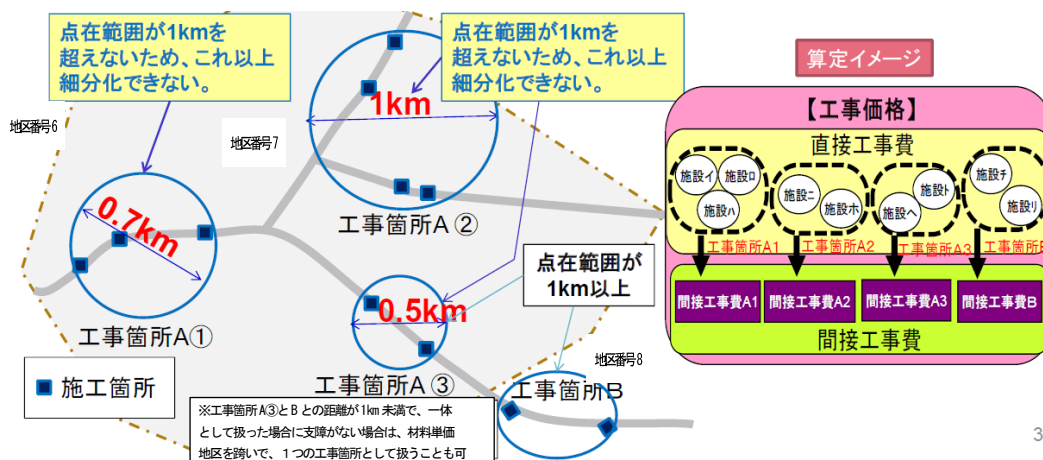 点在範囲が1kmを
超えないため、これ以上
細分化できない。
点在範囲が1kmを
超えないため、これ以上
細分化できない。
地区番号6
地区番号7
1km
0.7km
工事箇所A②
工事箇所A①
0.5km
工事箇所A③
点在範囲が
1km以上
地区番号8
工事箇所B
施工箇所
※工事箇所A③とBとの距離が1km未満で、一体
として扱った場合に支障がない場合は、材料単価
地区を跨いで、1つの工事箇所として扱うことも可
算定イメージ
【工事価格】
直接工事費
施設イ
施設ロ
施設ハ
施設ニ
施設ホ
施設ヘ
施設ト
施設チ
施設リ
工事箇所A1
工事箇所A2
工事箇所A3
工事箇所B
間接工事費A1
間接工事費A2
間接工事費A3
間接工事費B
間接工事費
3